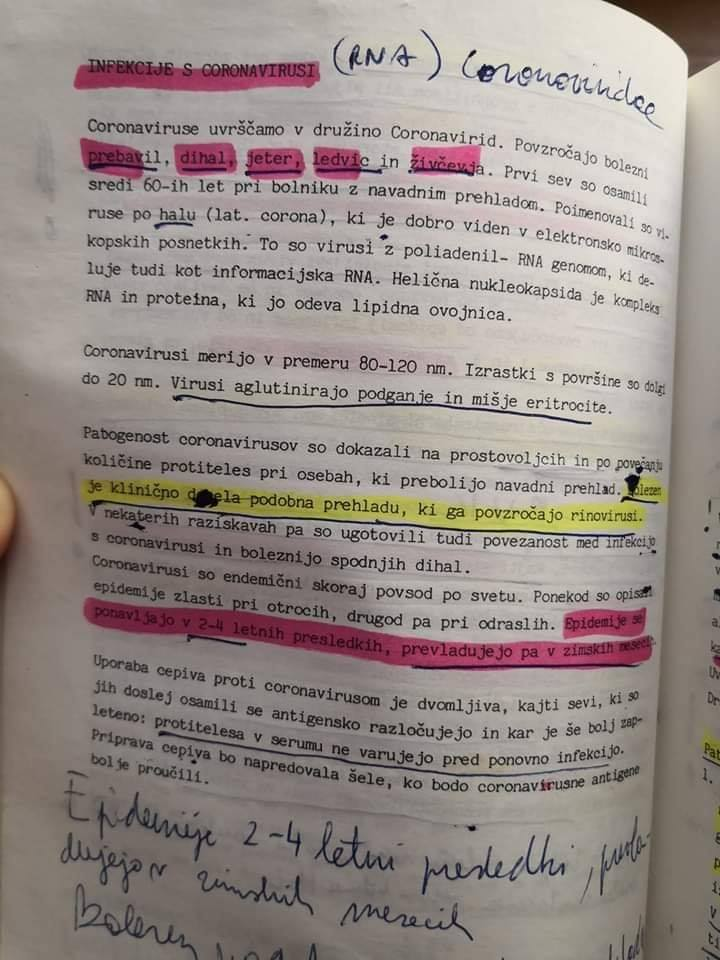 INFEKCIJE S CORONAVIRUSI (RNA) Coronaviridae
Coronaviruse uvrščamo v družino Coronavirid. Povzročajo bolezni
prebavil, dihal, jeter, ledvic in živčevja. Prvi sev so osamili
sredi 60-ih let pri bolniku z navadnim prehladom. Poimenovali so vi-
ruse po halu (lat. corona), ki je dobro viden v elektronsko mikros-
kopskih posnetkih. To so virusi z poliadenil- RNA genomom, ki de-
luje tudi kot informacijska RNA. Helična nukleokapsida je kompleks
RNA in proteina, ki jo odeva lipidna ovojnica.
Coronavirusi merijo v premeru 80-120 nm. Izrastki s površine so dolgi
do 20 nm. Virusi aglutinirajo podganje in mišje eritrocite.
Patogenost coronavirusov so dokazali na prostovoljcih in po povečanju
količine protiteles pri osebah, ki prebolijo navadni prehlad. Bolezen
je klinično docela podobna prehladu, ki ga povzročajo rinovirusi.
V nekaterih raziskavah pa so ugotovili tudi povezanost med infekcijo
s coronavirusi in boleznijo spodnjih dihal.
Coronavirusi so endemični skoraj povsod po svetu. Ponekod so opisani
epidemije zlasti pri otrocih, drugod pa pri odraslih. Epidemije se
ponavljajo v 2-4 letnih presledkih, prevladujejo pa v zimskih mesecih.
Uporaba cepiva proti coronavirusom je dvomljiva, kajti sevi, ki so
jih doslej osamili se antigensko razločujejo in kar je še bolj zap-
leteno: protitelesa v serumu ne varujejo pred ponovno infekcijo.
Priprava cepiva bo napredovala šele, ko bodo coronavirusne antigene
bolje proučili.
Epidemije 2-4 letni presledki, prevla-
dujejo v zimskih mesecih
Bolezen